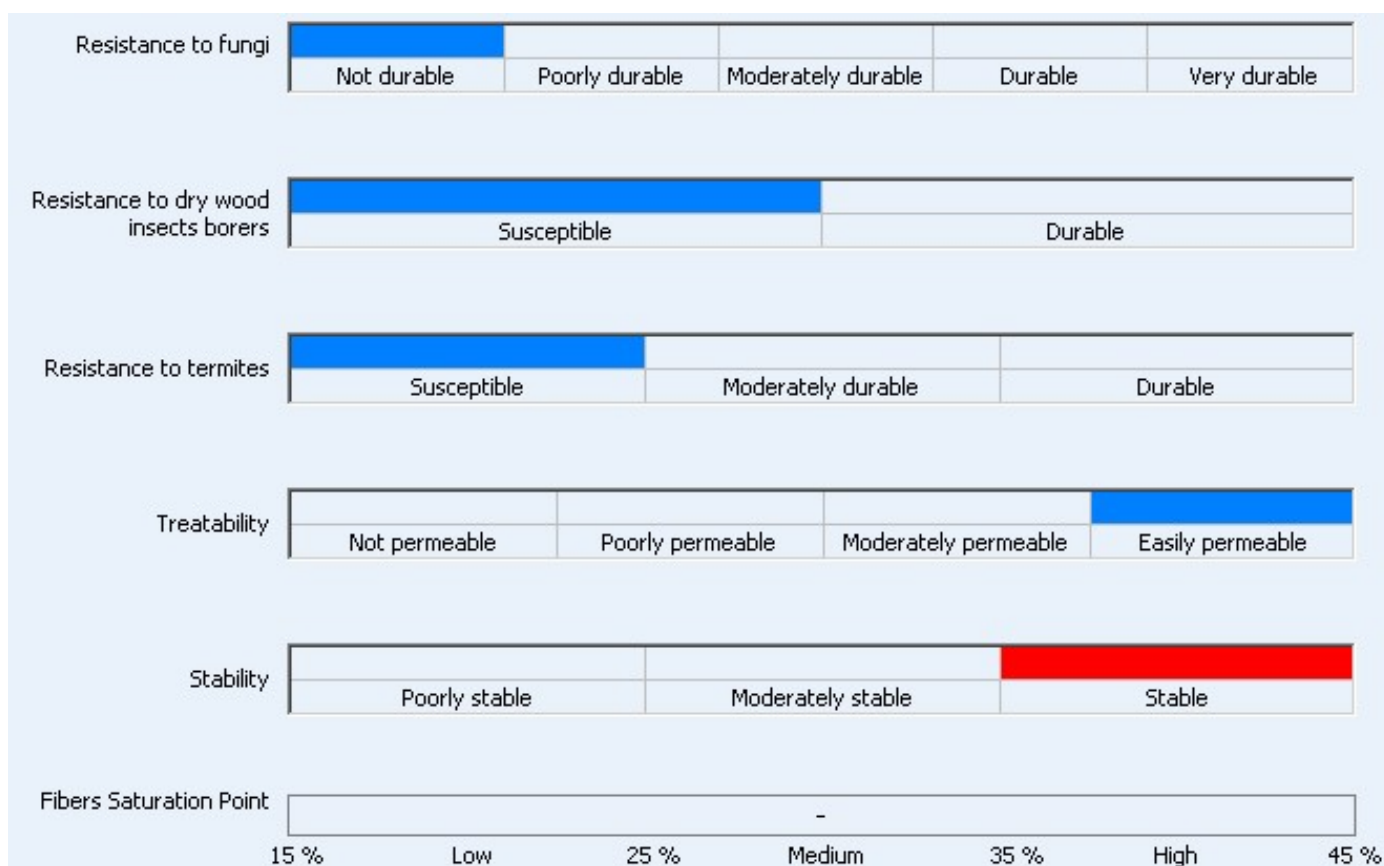 Resistance to fungi
Not durable Poorly durable Moderately durable Durable Very durable
Resistance to dry wood
insects borers
Susceptible Durable
Resistance to termites
Susceptible Moderately durable Durable
Treatability
Not permeable Poorly permeable Moderately permeable Easily permeable
Stability
Poorly stable Moderately stable Stable
Fibers Saturation Point
-
15 % Low 25 % Medium 35 % High 45 %